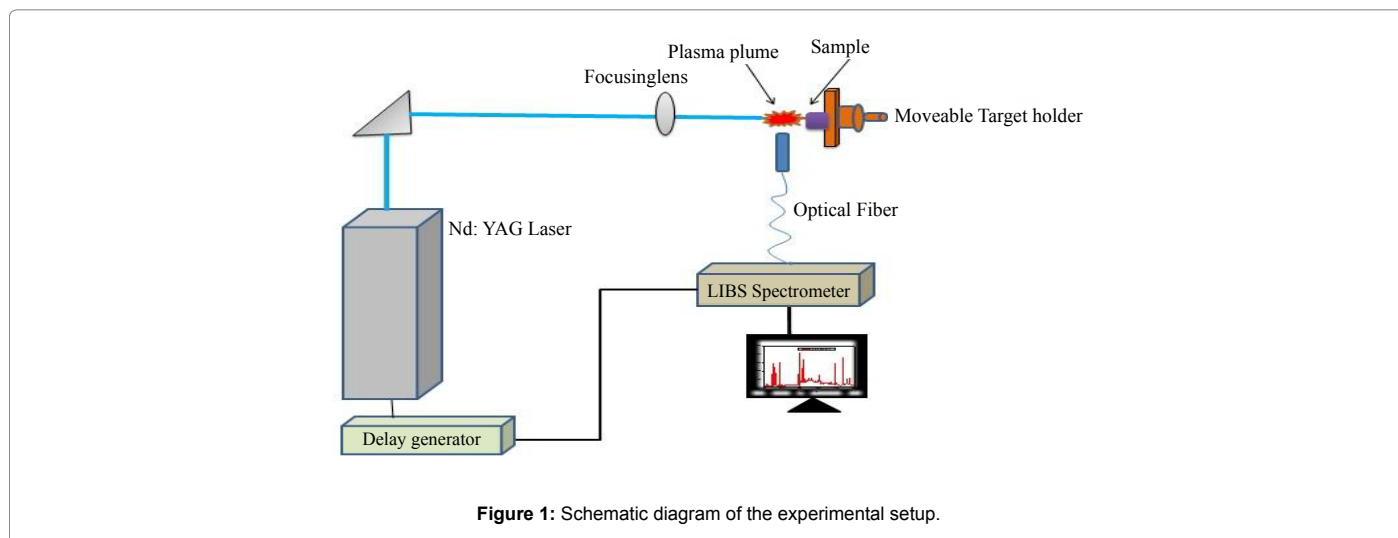 Plasma plume
Sample
Focusinglens
Moveable Target holder
Optical Fiber
Nd: YAG Laser
LIBS Spectrometer
Delay generator
Figure 1: Schematic diagram of the experimental setup.